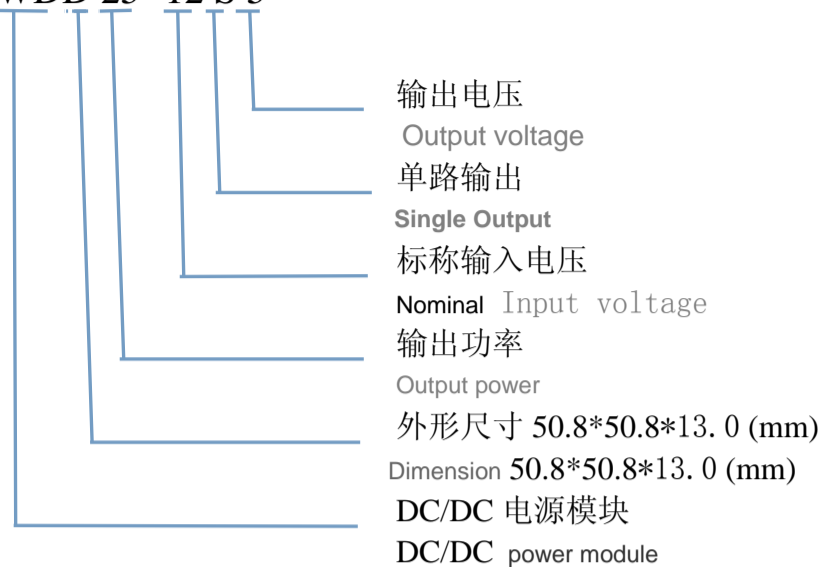 输出电压
Output voltage
单路输出
Single Output
标称输入电压
Nominal Input voltage
输出功率
Output power
外形尺寸 50.8*50.8*13.0 (mm)
Dimension 50.8*50.8*13.0 (mm)
DC/DC 电源模块
DC/DC power module